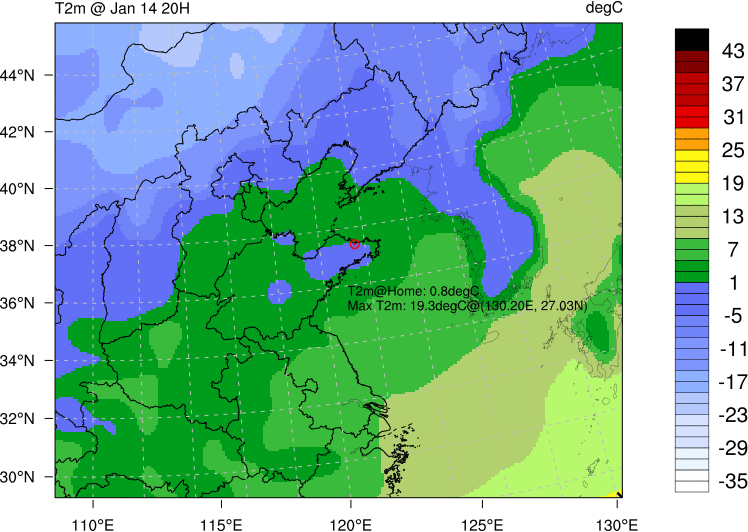 T2m @ Jan 14 20H degC
44°N
42°N
40°N
38°N
36°N
34°N
32°N
30°N
T2m@Home: 0.8degC
Max T2m: 19.3degC@(130.20E, 27.03N)
110°E 115°E 120°E 125°E 130°E
43
37
31
25
19
13
7
1
-5
-11
-17
-23
-29
-35